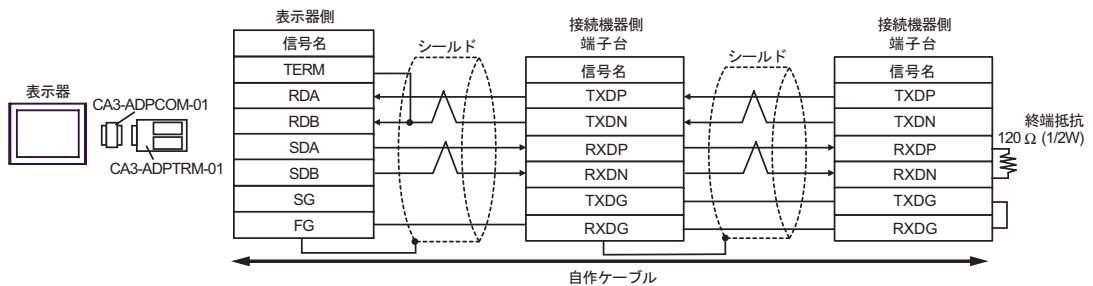 表示器
CA3-ADPCOM-01
CA3-ADPTRM-01
表示器側
信号名
TERM
RDA
RDB
SDA
SDB
SG
FG
シールド
接続機器側
端子台
信号名
TXDP
TXDN
RXDP
RXDN
TXDG
RXDG
シールド
接続機器側
端子台
信号名
TXDP
TXDN
RXDP
RXDN
TXDG
RXDG
終端抵抗
120 Ω (1/2W)
自作ケーブル